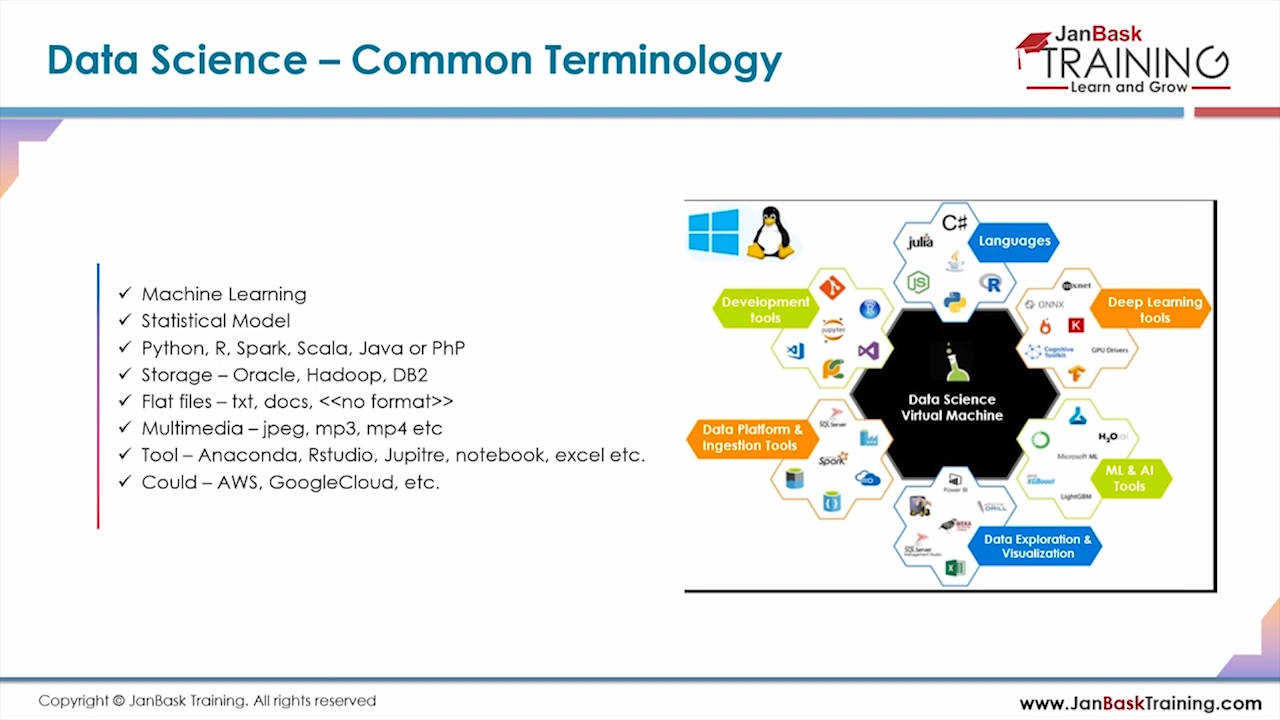 Data Science – Common Terminology
JanBask
TRAINING
Learn and Grow
✓ Machine Learning
✓ Statistical Model
✓ Python, R, Spark, Scala, Java or PhP
✓ Storage – Oracle, Hadoop, DB2
✓ Flat files – txt, docs, <<no format>>
✓ Multimedia – jpeg, mp3, mp4 etc
✓ Tool – Anaconda, Rstudio, Jupitre, notebook, excel etc.
✓ Could – AWS, GoogleCloud, etc.
C#
julia
Languages
JS
R
Development
tools
R
jupyter
mxnet
ONNX
K
Cognitive
Toolkit
GPU Drivers
Deep Learning
tools
Data Science
Virtual Machine
Data Platform &
Ingestion Tools
SQL Server
Spark
H2O.ai
Microsoft ML
XGBoost
LightGBM
ML & AI
Tools
Power BI
DRILL
WEKA
SQL Server
Management Studio
Data Exploration &
Visualization
Copyright © JanBask Training. All rights reserved
www.JanBaskTraining.com